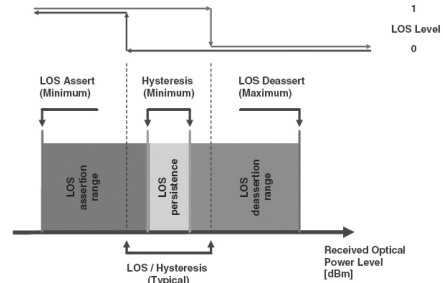 1
LOS Level
0
LOS Assert
(Minimum)
Hysteresis
(Minimum)
LOS Deassert
(Maximum)
LOS
assertion
range
LOS
persistence
LOS
deassertion
range
Received Optical
Power Level
[dBm]
LOS / Hysteresis
(Typical)